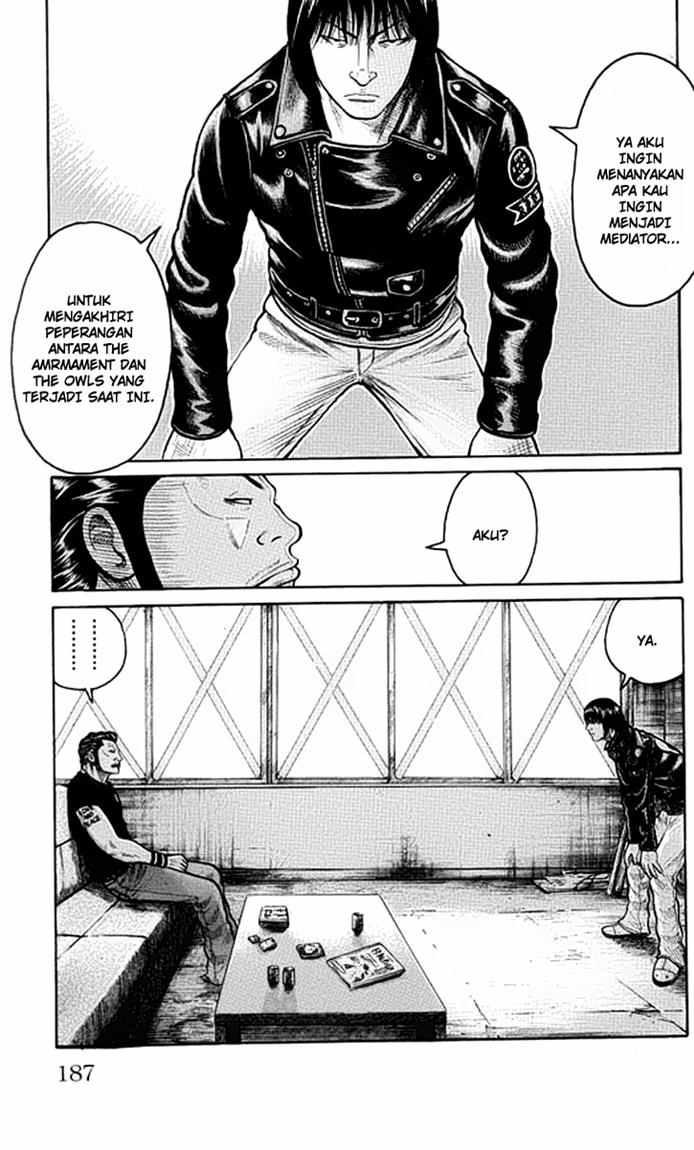 YA AKU
INGIN
MENANYAKAN
APA KAU
INGIN
MENJADI
MEDIATOR...
UNTUK
MENGAKHIRI
PEPERANGAN
ANTARA THE
AMRMAMENT DAN
THE OWLS YANG
TERJADI SAAT INI.
AKU?
YA.
187